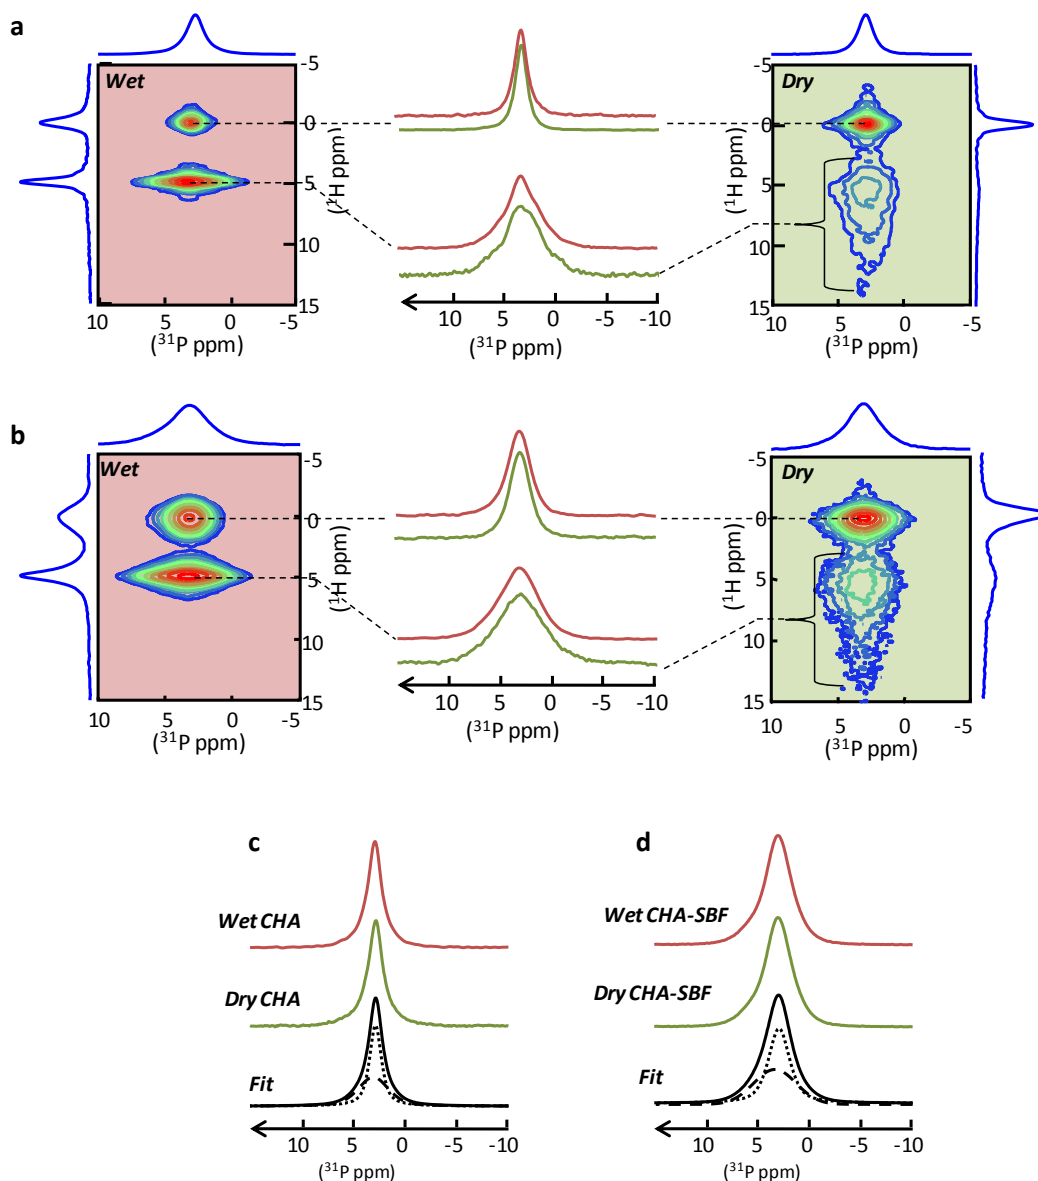 a
Wet
Dry
-5
0
5
10
15
(¹H ppm)
10 5 0 -5
(³¹P ppm)
10 5 0 -5 -10
(³¹P ppm)
-5
0
5
10
15
(¹H ppm)
10 5 0 -5
(³¹P ppm)
b
Wet
Dry
-5
0
5
10
15
(¹H ppm)
10 5 0 -5
(³¹P ppm)
10 5 0 -5 -10
(³¹P ppm)
-5
0
5
10
15
(¹H ppm)
10 5 0 -5
(³¹P ppm)
c
Wet CHA
Dry CHA
Fit
10 5 0 -5 -10
(³¹P ppm)
d
Wet CHA-SBF
Dry CHA-SBF
Fit
10 5 0 -5 -10
(³¹P ppm)